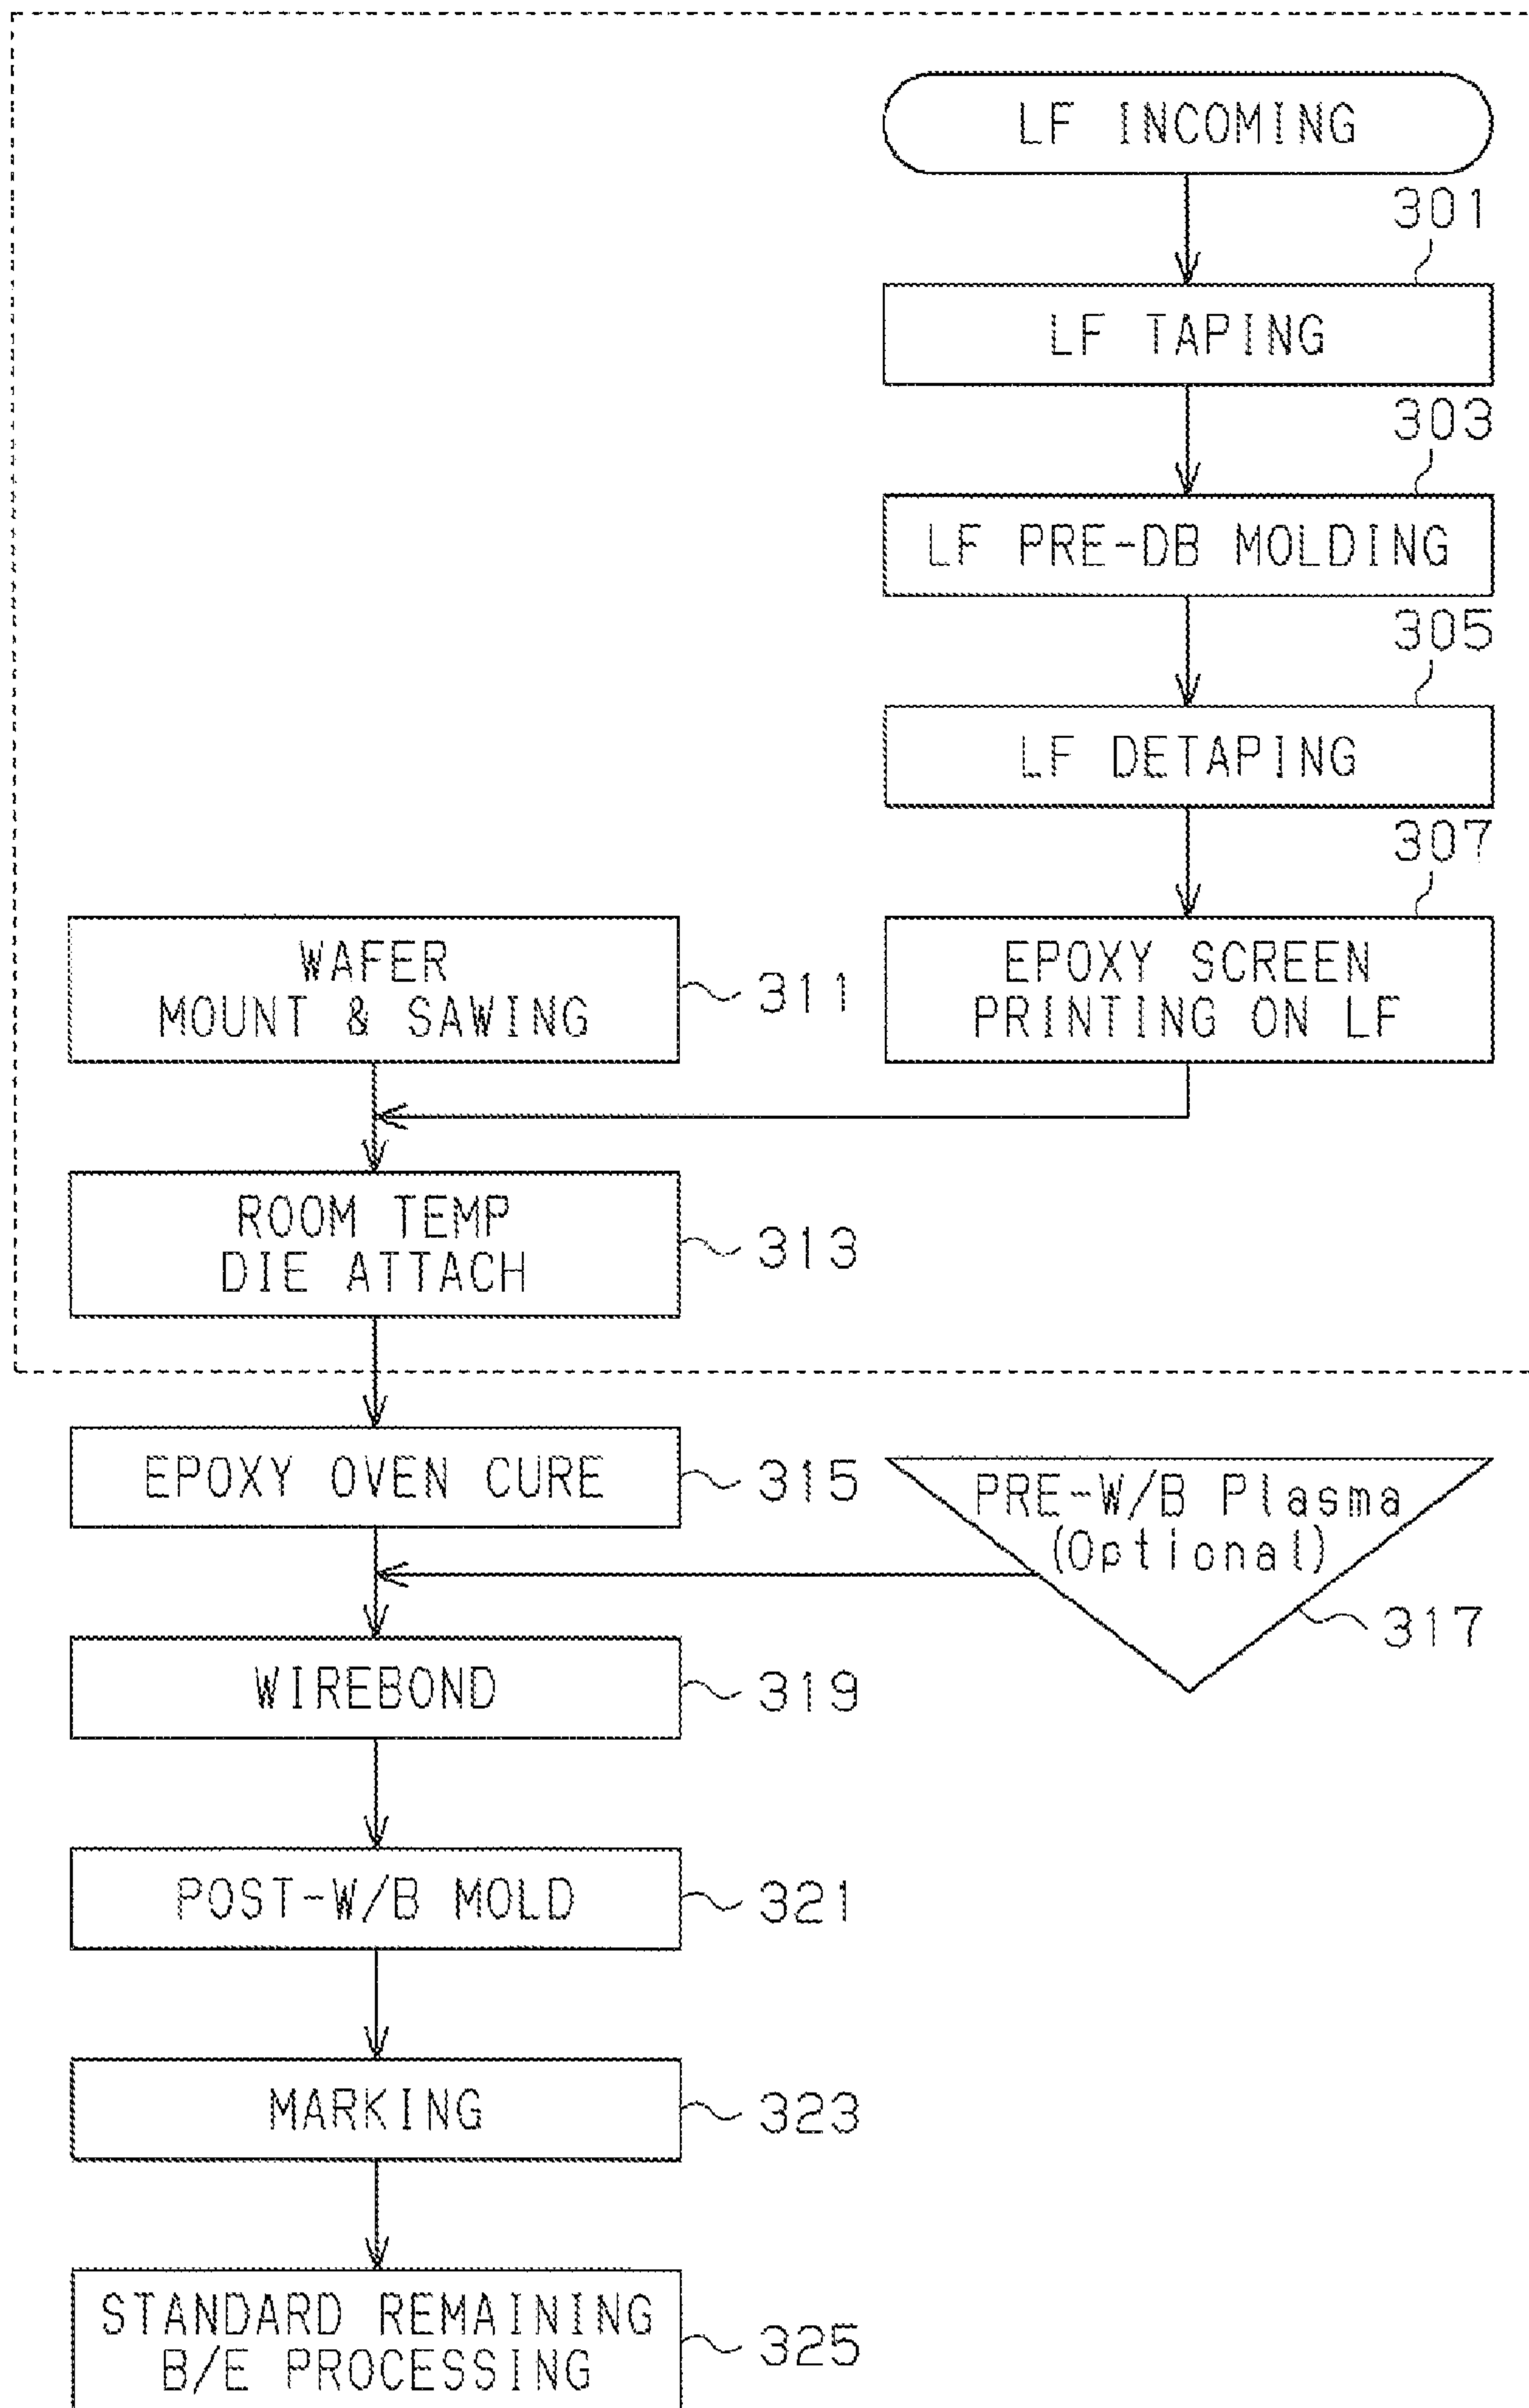 LF INCOMING
301
LF TAPING
303
LF PRE-DB MOLDING
305
LF DETAPING
307
EPOXY SCREEN
PRINTING ON LF
WAFER
MOUNT & SAWING
311
ROOM TEMP
DIE ATTACH
313
EPOXY OVEN CURE
315
PRE-W/B Plasma
(Optional)
317
WIREBOND
319
POST-W/B MOLD
321
MARKING
323
STANDARD REMAINING
B/E PROCESSING
325